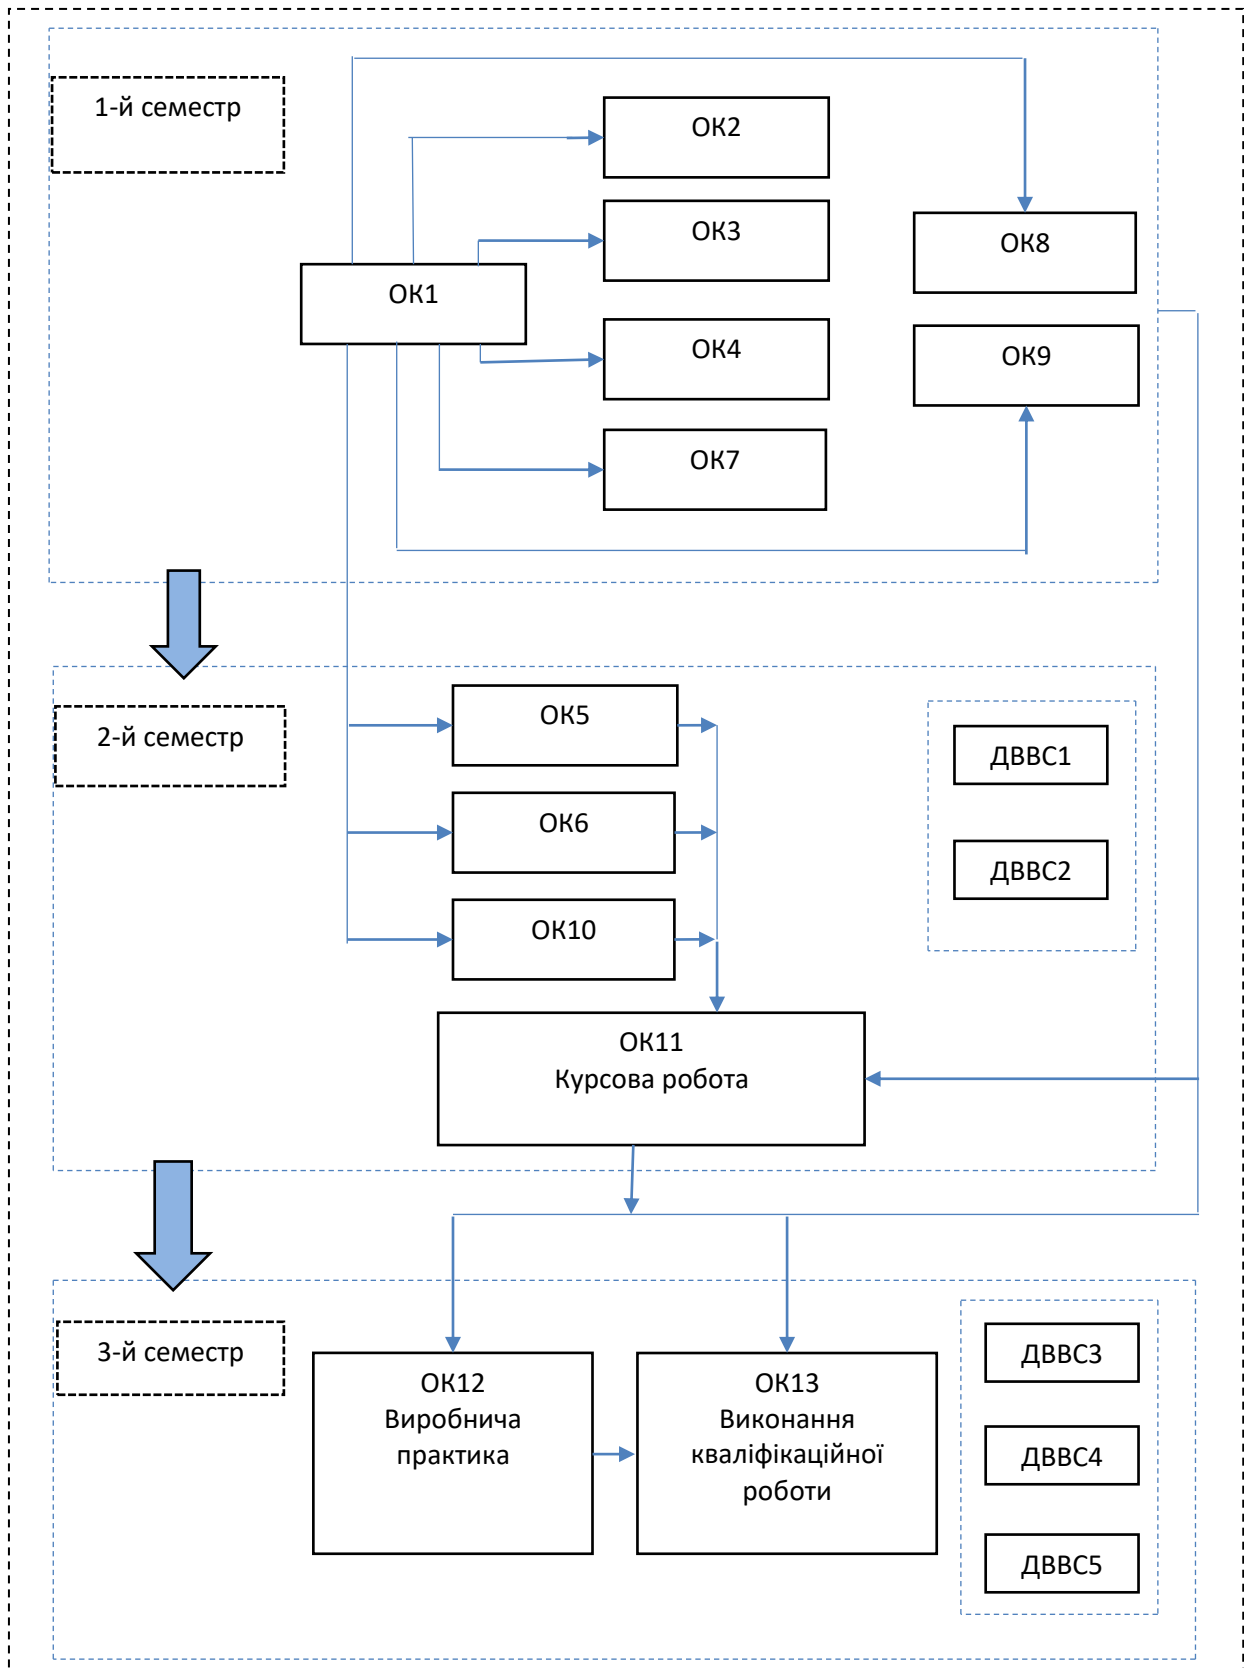 1-й семестр
ОК2
ОК3
ОК8
ОК1
ОК4
ОК9
ОК7
2-й семестр
ОК5
ДВВС1
ОК6
ДВВС2
ОК10
ОК11
Курсова робота
3-й семестр
ОК12
Виробнича
практика
ОК13
Виконання
кваліфікаційної
роботи
ДВВС3
ДВВС4
ДВВС5